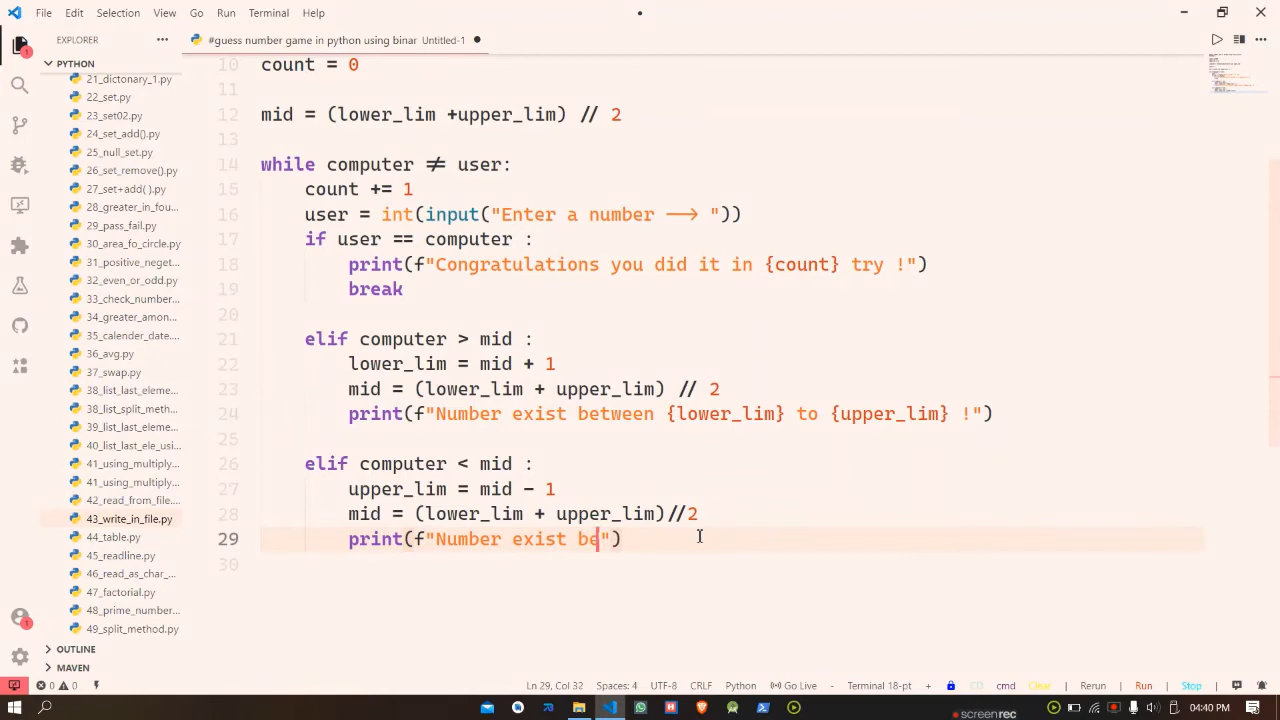 File Edit Selection View Go Run Terminal Help
EXPLORER
#guess number game in python using binar Untitled-1
PYTHON
21_dictonary_1.py
22_set.py
23_set02.py
24_set_add().py
25_null_set.py
26_set_remove().py
27_set+add( ).py
28_greater_in_fou...
29_pass_fail.py
30_area_fo_circle.py
31_positive_neget...
32_even_or_odd.py
33_check_number...
34_greater_amon...
35_calender_date....
36_avg.py
37_swap.py
38_list_last_eleme...
38_list_split_meth...
39_list_last_eleme...
40_list_last_ele_usi...
41_using_multiply...
41_using_multiply...
42_read_from_file....
43_write_in_file.py
44_table.py
45_readline.py
46_read_as_char_...
47_factorial.py
48_prime_number...
49_split_method.py
OUTLINE
MAVEN
10 count = 0
11
12 mid = (lower_lim +upper_lim) // 2
13
14 while computer ≠ user:
15 count += 1
16 user = int(input("Enter a number ⟶ "))
17 if user == computer :
18 print(f"Congratulations you did it in {count} try !")
19 break
20
21 elif computer > mid :
22 lower_lim = mid + 1
23 mid = (lower_lim + upper_lim) // 2
24 print(f"Number exist between {lower_lim} to {upper_lim} !")
25
26 elif computer < mid :
27 upper_lim = mid - 1
28 mid = (lower_lim + upper_lim)//2
29 print(f"Number exist be")
30
0 0 Ln 29, Col 32 Spaces: 4 UTF-8 CRLF Python Go Live - Terminal 18-pt + cmd Clear | Rerun | Run | Stop |
screenrec
04:40 PM